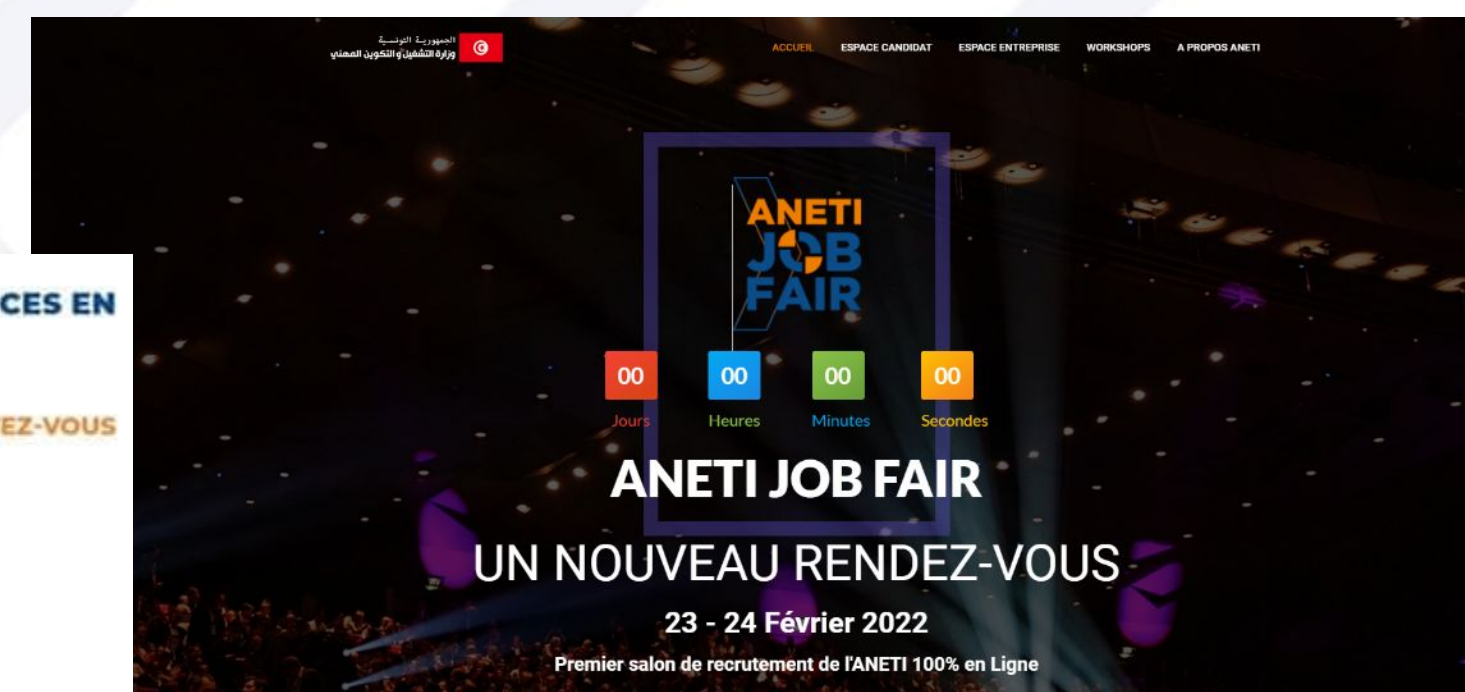 الجمهورية التونسية
وزارة التشغيل و التكوين المهني
ACCUEIL ESPACE CANDIDAT ESPACE ENTREPRISE WORKSHOPS A PROPOS ANETI
ANETI
JOB
FAIR
CES EN
EZ-VOUS
00 00 00 00
Jours Heures Minutes Secondes
ANETI JOB FAIR
UN NOUVEAU RENDEZ-VOUS
23 - 24 Février 2022
Premier salon de recrutement de l'ANETI 100% en Ligne